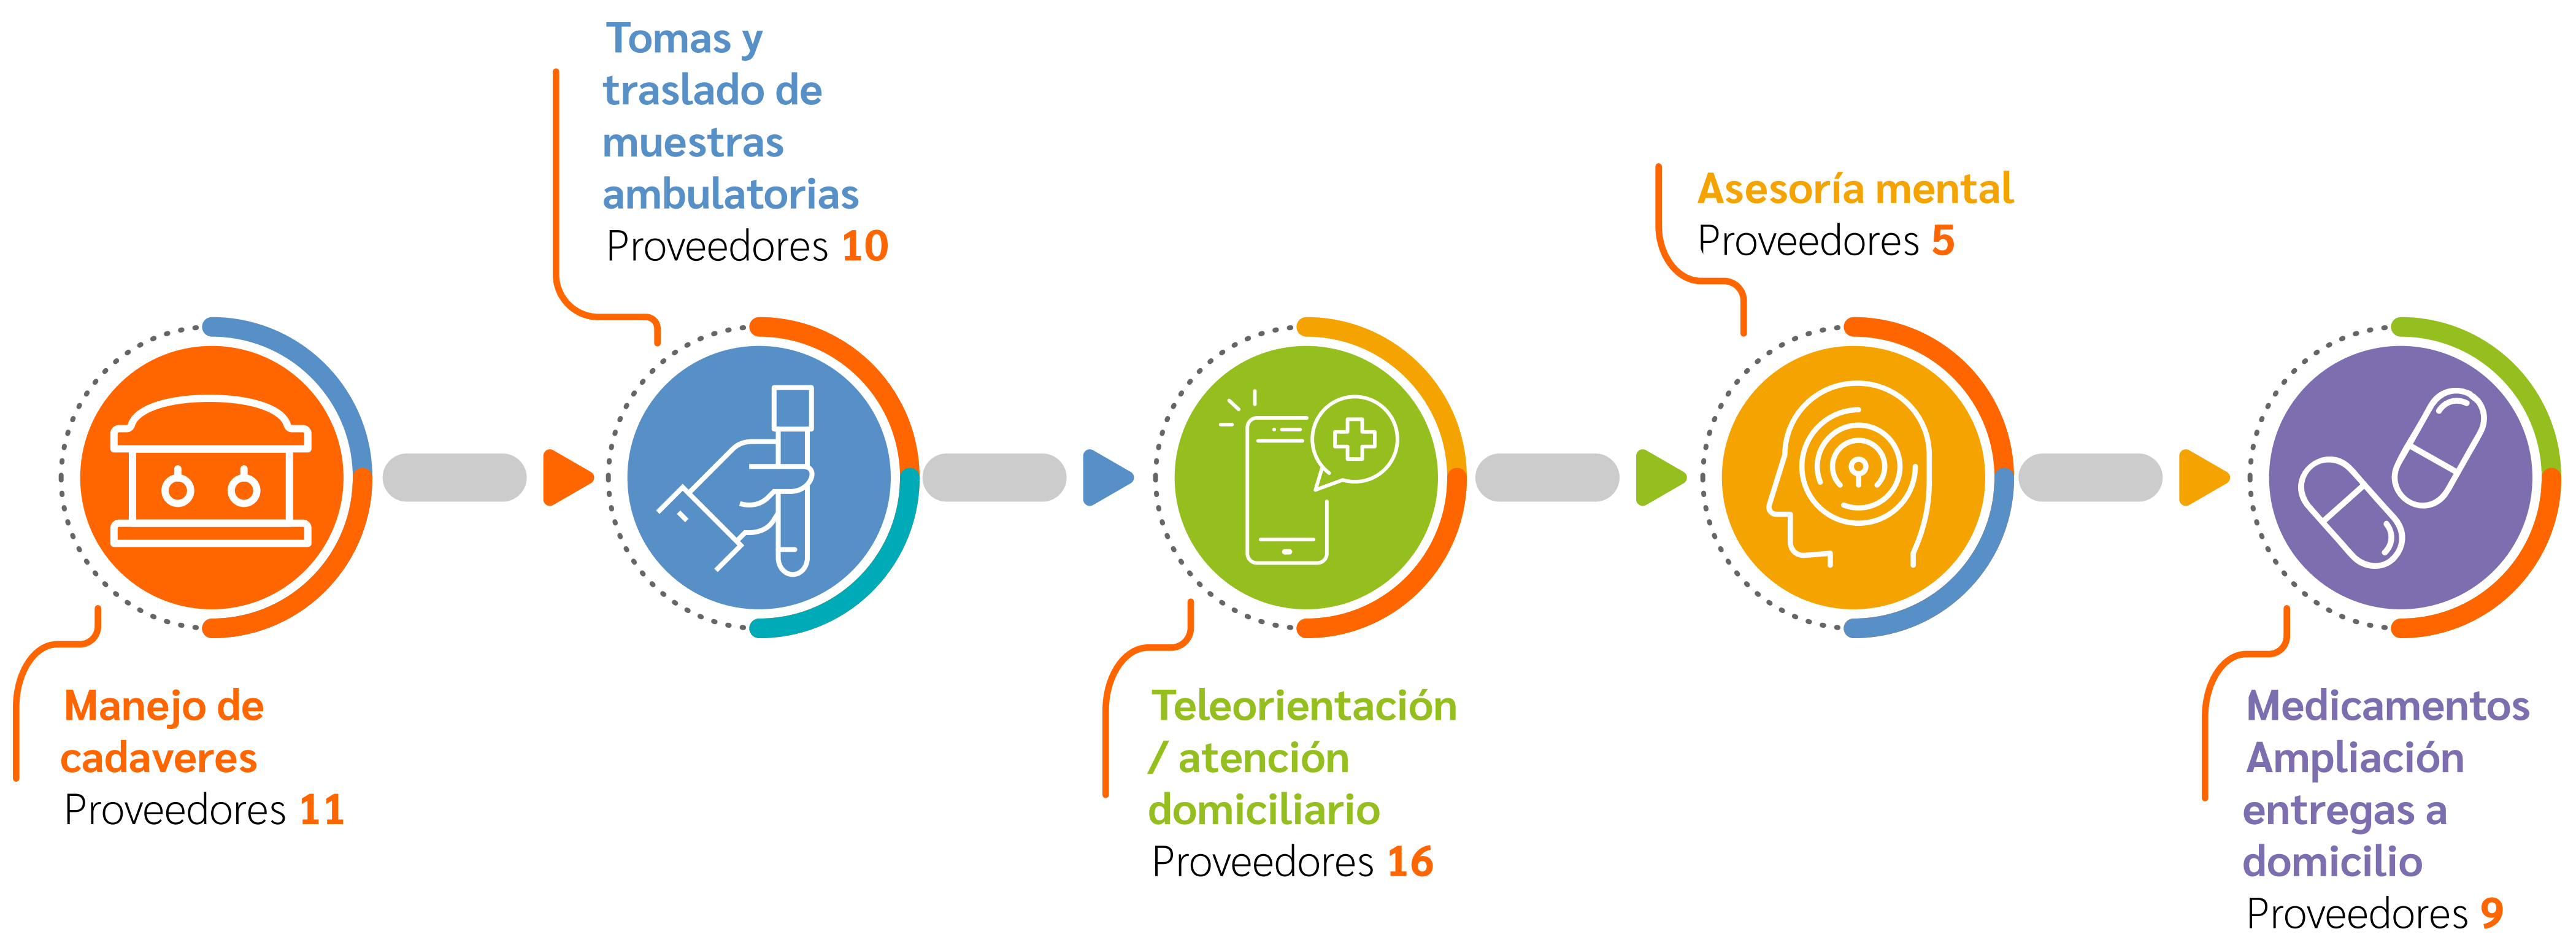 Manejo de
cadaveres
Proveedores 11
Tomas y
traslado de
muestras
ambulatorias
Proveedores 10
Teleorientación
/ atención
domiciliario
Proveedores 16
Asesoría mental
Proveedores 5
Medicamentos
Ampliación
entregas a
domicilio
Proveedores 9